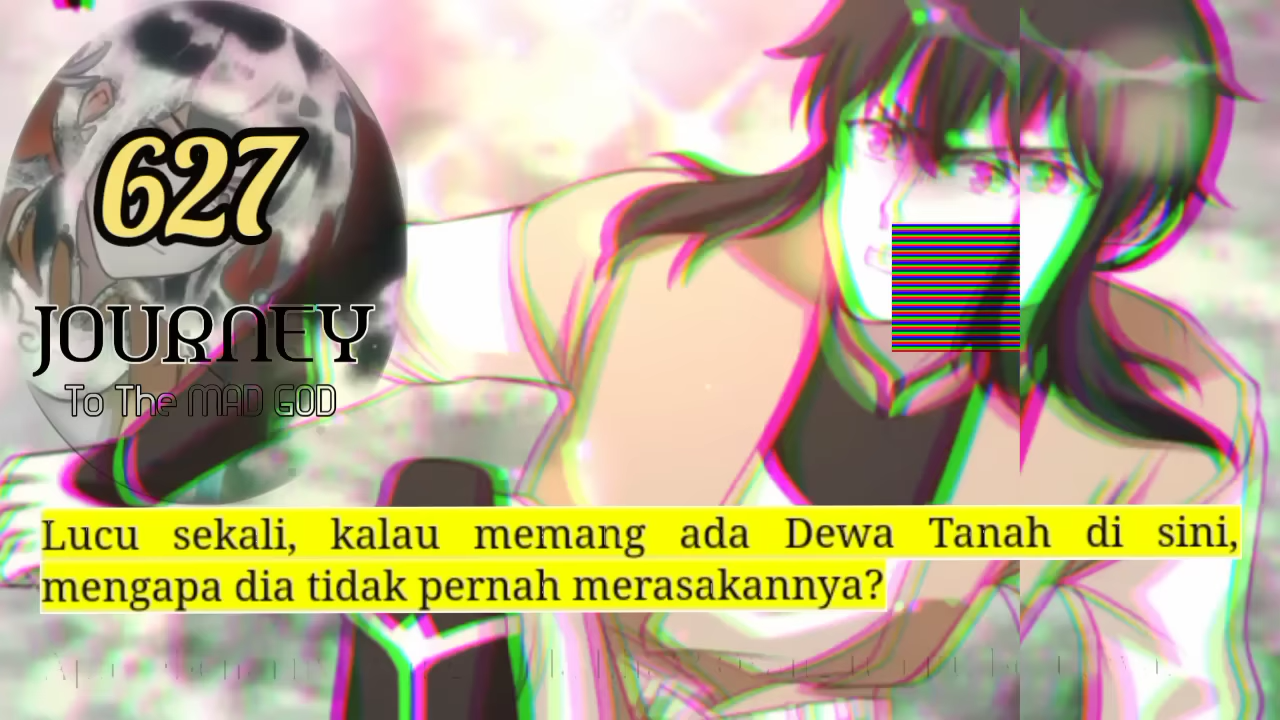 627
JOURNEY
To The MAD GOD
Lucu sekali, kalau memang ada Dewa Tanah di sini,
mengapa dia tidak pernah merasakannya?